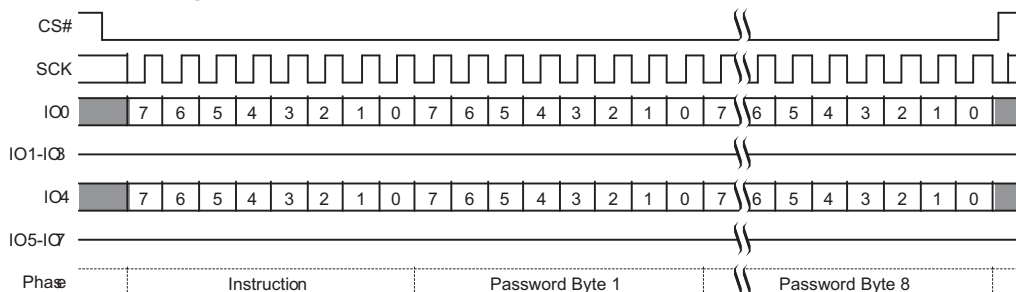 CS#
SCK
IO0 7 6 5 4 3 2 1 0 7 6 5 4 3 2 1 0 7 6 5 4 3 2 1 0
IO1-IO3
IO4 7 6 5 4 3 2 1 0 7 6 5 4 3 2 1 0 7 6 5 4 3 2 1 0
IO5-IO7
Phase Instruction Password Byte 1 Password Byte 8